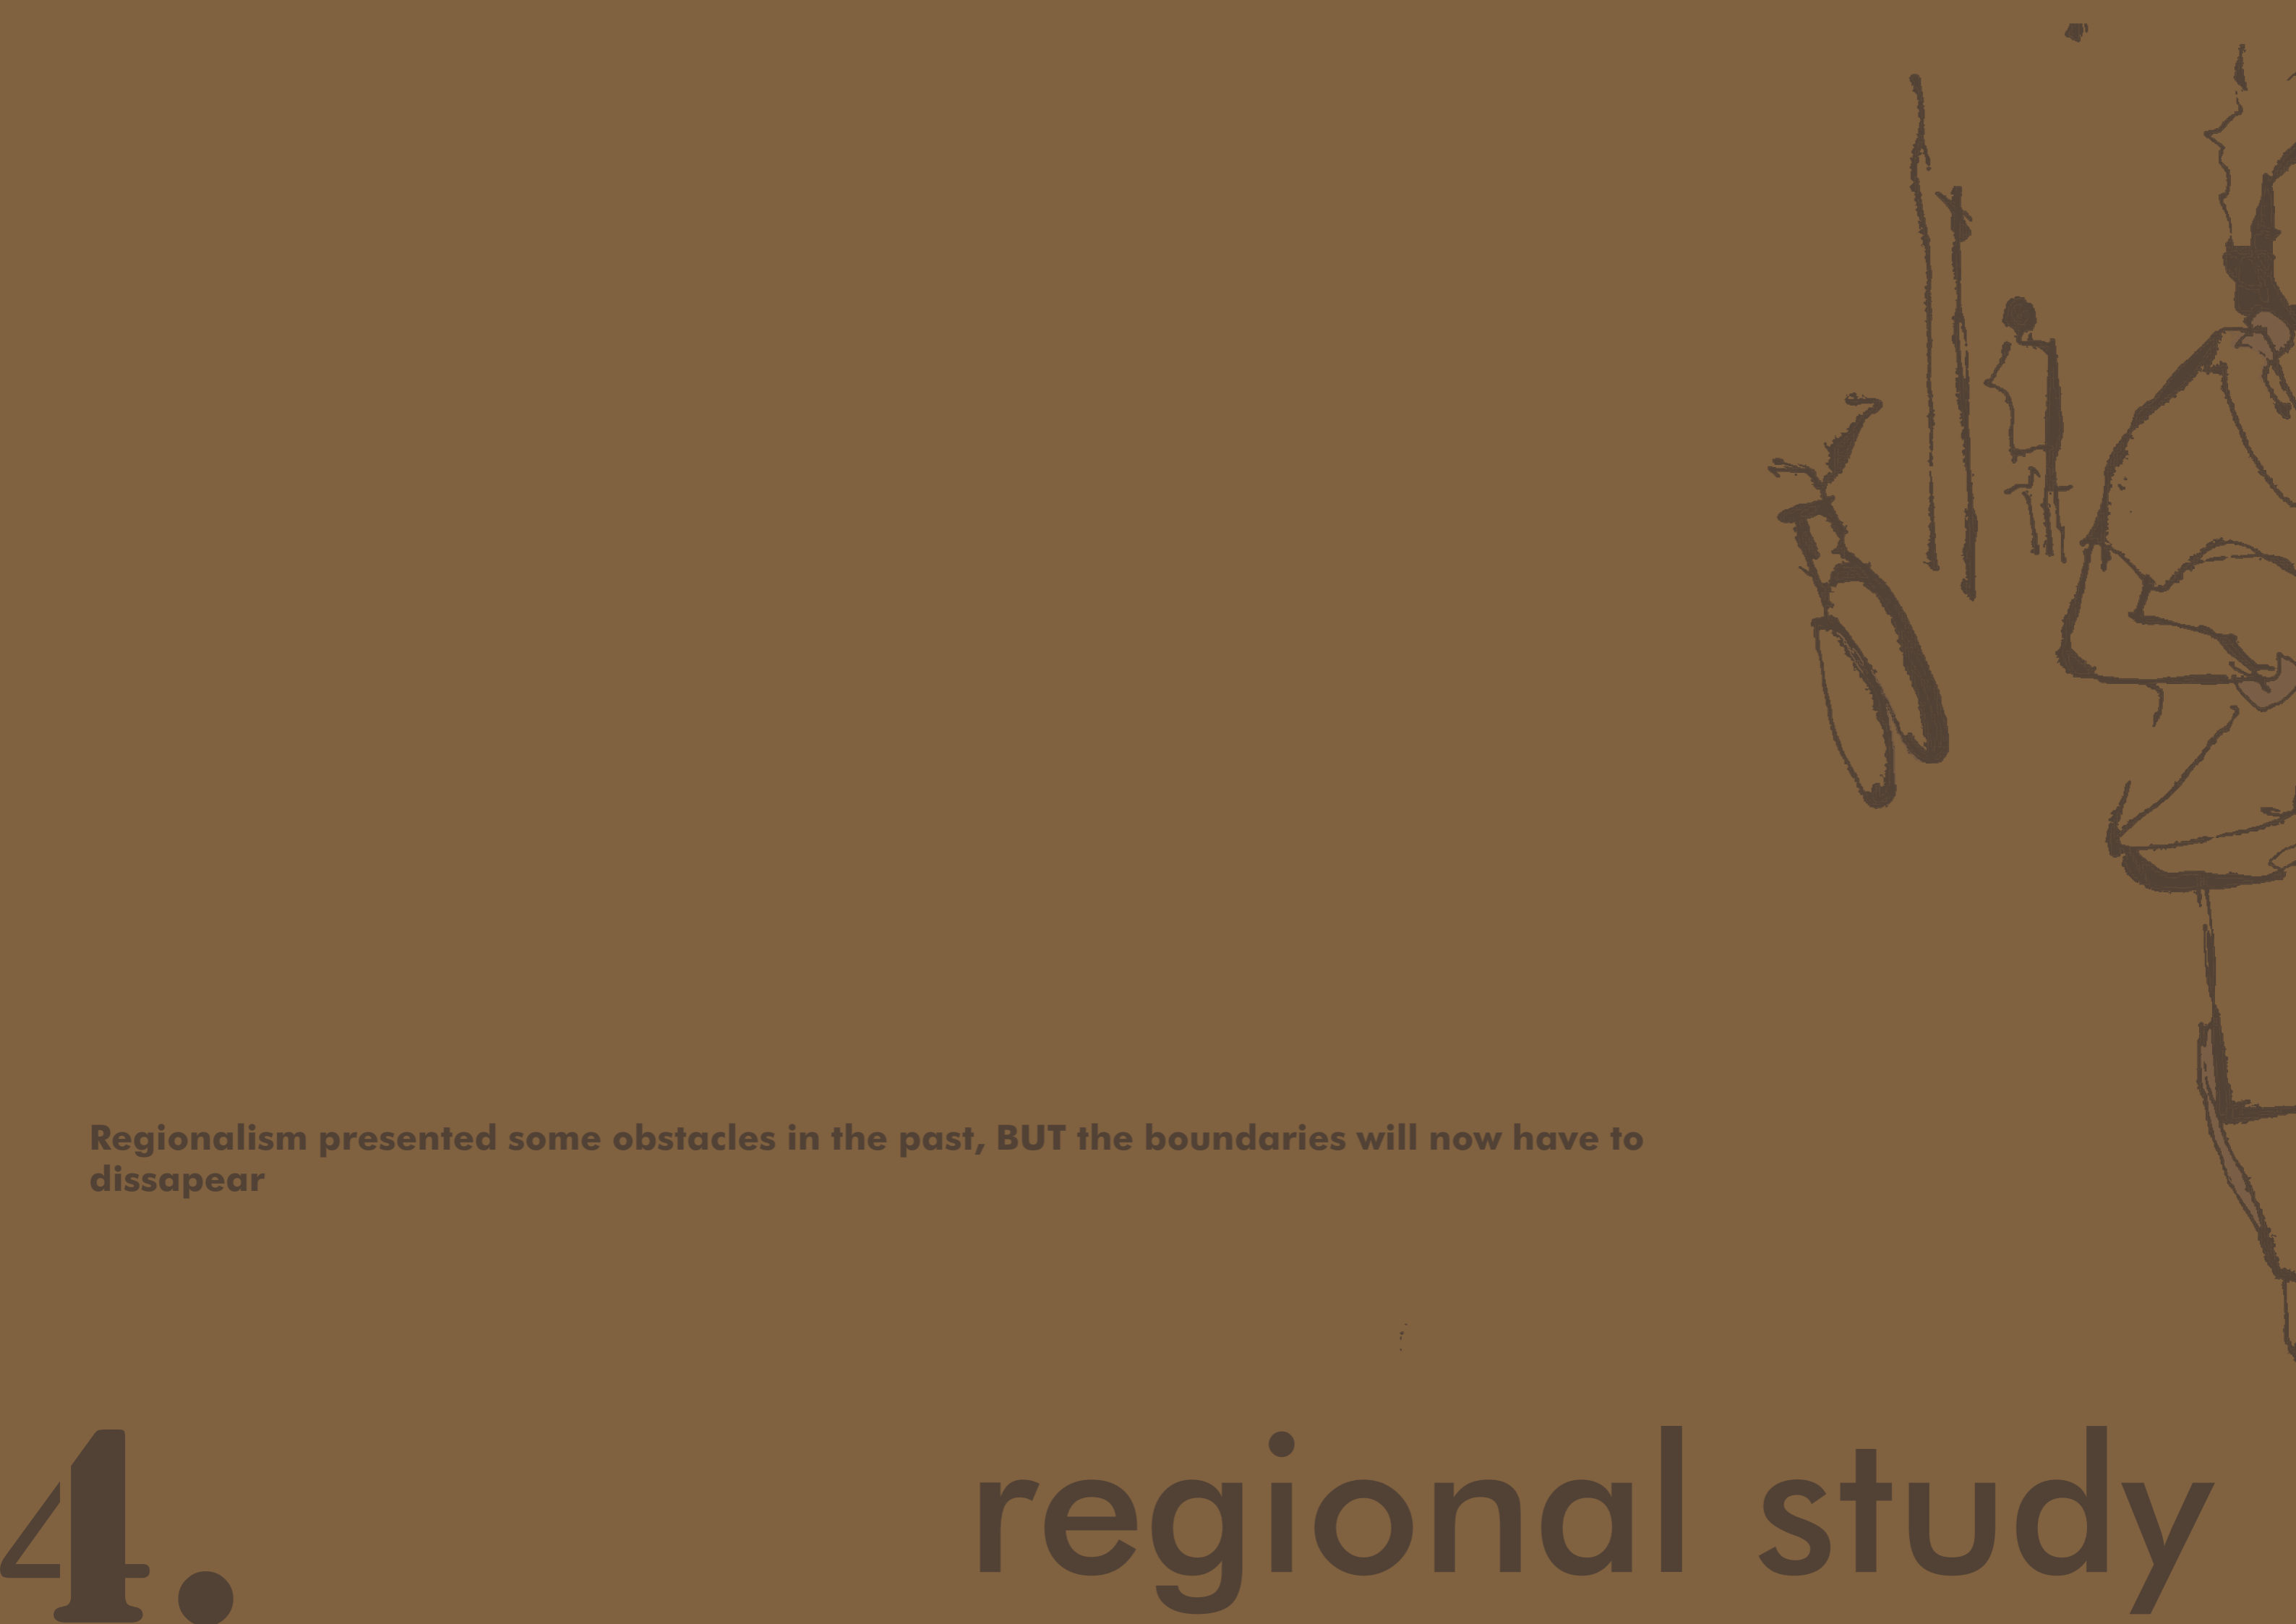 Regionalism presented some obstacles in the past, BUT the boundaries will now have to
dissapear
4. regional study